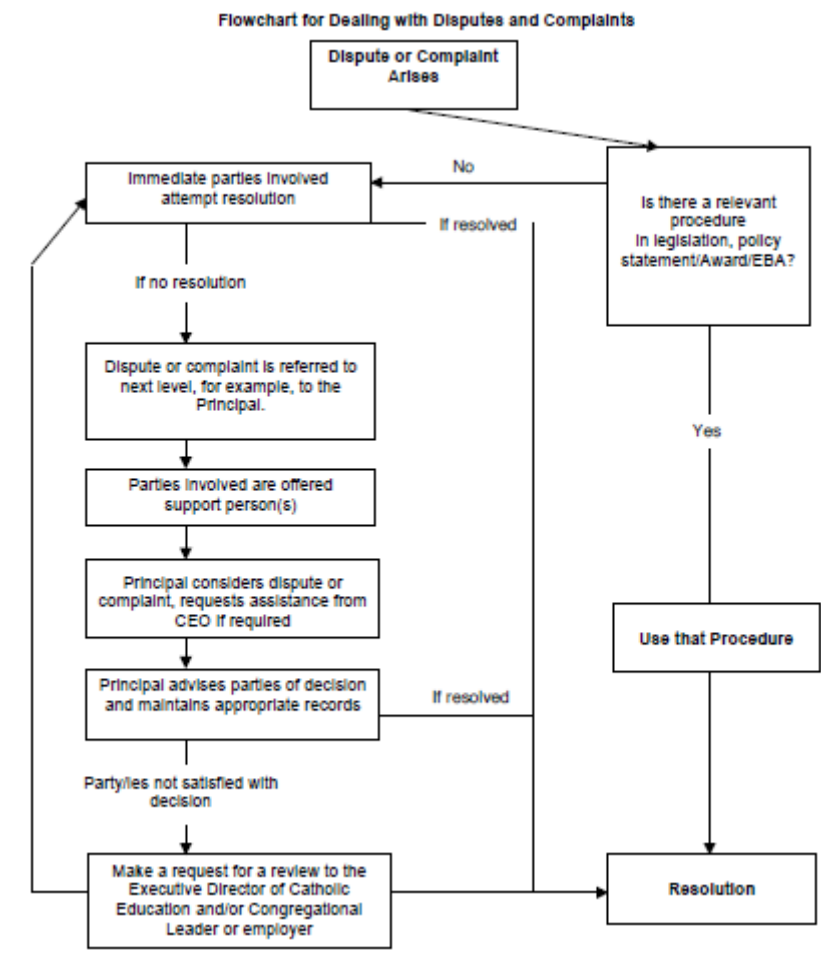 Flowchart for Dealing with Disputes and Complaints
Dispute or Complaint
Arises
No
Immediate parties involved
attempt resolution
Is there a relevant
procedure
in legislation, policy
statement/Award/EBA?
If resolved
If no resolution
Dispute or complaint is referred to
next level, for example, to the
Principal.
Yes
Parties involved are offered
support person(s)
Principal considers dispute or
complaint, requests assistance from
CEO if required
Use that Procedure
Principal advises parties of decision
and maintains appropriate records
If resolved
Party/ies not satisfied with
decision
Make a request for a review to the
Executive Director of Catholic
Education and/or Congregational
Leader or employer
Resolution